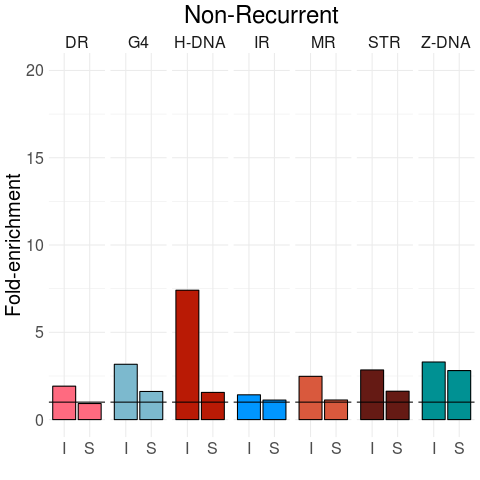 Non-Recurrent
DR G4 H-DNA IR MR STR Z-DNA
Fold-enrichment
20
15
10
5
0
I S I S I S I S I S I S I S